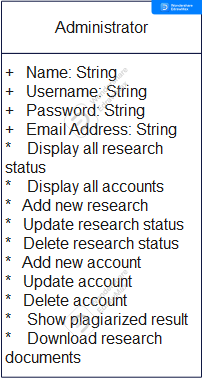 Wondershare
EdrawMax
Administrator
+ Name: String
+ Username: String
+ Password: String
+ Email Address: String
* Display all research
status
* Display all accounts
* Add new research
* Update research status
* Delete research status
* Add new account
* Update account
* Delete account
* Show plagiarized result
* Download research
documents